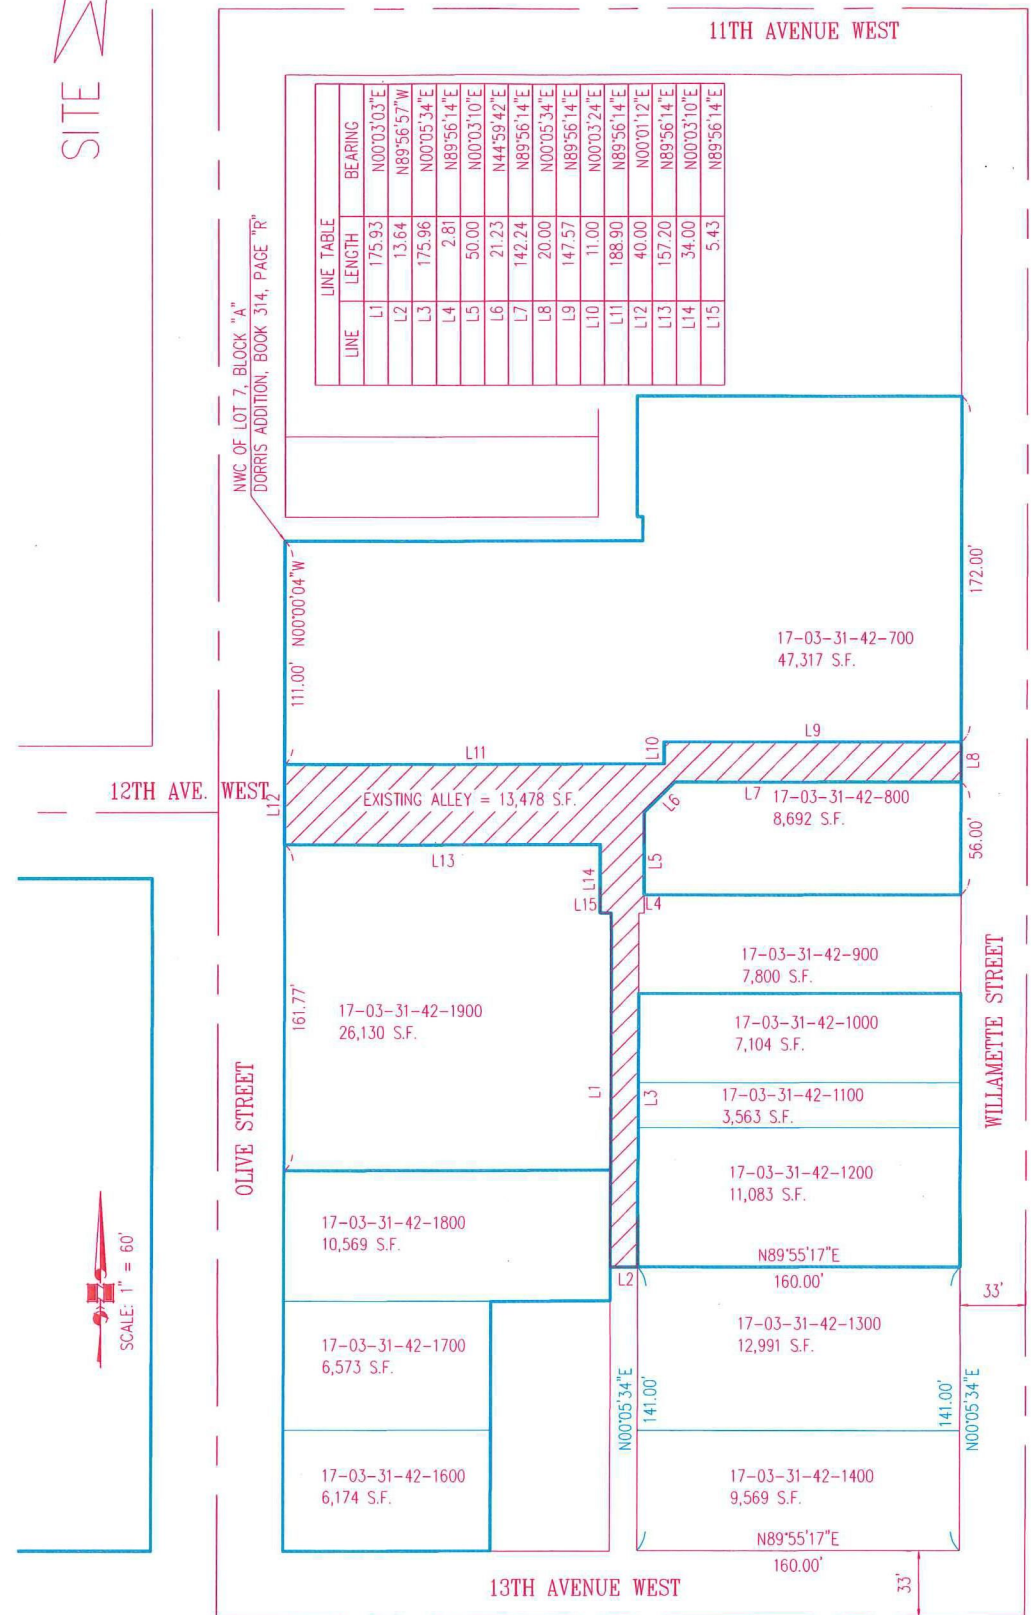 SITE
11TH AVENUE WEST
LINE TABLE
LINE LENGTH BEARING
L1 175.93 N00°03'03"E
L2 13.64 N89°56'57"W
L3 175.96 N00°05'34"E
L4 2.81 N89°56'14"E
L5 50.00 N00°03'10"E
L6 21.23 N44°59'42"E
L7 142.24 N89°56'14"E
L8 20.00 N00°05'34"E
L9 147.57 N89°56'14"E
L10 11.00 N00°03'24"E
L11 188.90 N89°56'14"E
L12 40.00 N00°01'12"E
L13 157.20 N89°56'14"E
L14 34.00 N00°03'10"E
L15 5.43 N89°56'14"E
NWC OF LOT 7, BLOCK "A"
DORRIS ADDITION, BOOK 314, PAGE "R"
111.00' N00°00'04"W
172.00'
17-03-31-42-700
47,317 S.F.
L9
L10
L11
L8
12TH AVE. WEST
L12
EXISTING ALLEY = 13,478 S.F.
L6
L7
17-03-31-42-800
8,692 S.F.
56.00'
L13
L5
L14
L15
L4
17-03-31-42-900
7,800 S.F.
WILLAMETTE STREET
161.77'
17-03-31-42-1900
26,130 S.F.
17-03-31-42-1000
7,104 S.F.
OLIVE STREET
L1
L3
17-03-31-42-1100
3,563 S.F.
17-03-31-42-1200
11,083 S.F.
17-03-31-42-1800
10,569 S.F.
N89°55'17"E
160.00'
L2
33'
SCALE: 1" = 60'
17-03-31-42-1300
12,991 S.F.
17-03-31-42-1700
6,573 S.F.
N00°05'34"E
141.00'
141.00'
N00°05'34"E
17-03-31-42-1600
6,174 S.F.
17-03-31-42-1400
9,569 S.F.
N89°55'17"E
160.00'
13TH AVENUE WEST
33'